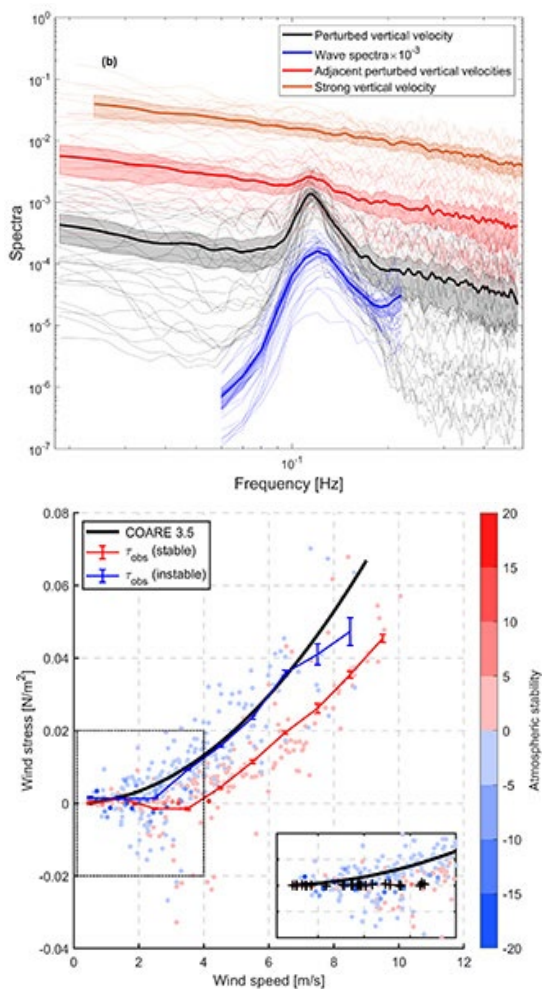 10^0
(b)
Perturbed vertical velocity
Wave spectra×10^-3
Adjacent perturbed vertical velocities
Strong vertical velocity
10^-1
10^-2
10^-3
10^-4
10^-5
10^-6
10^-7
Spectra
10^-1
Frequency [Hz]
0.08
0.06
0.04
0.02
0
-0.02
-0.04
Wind stress [N/m^2]
COARE 3.5
τ_obs (stable)
τ_obs (instable)
0 2 4 6 8 10 12
Wind speed [m/s]
20
15
10
5
0
-5
-10
-15
-20
Atmospheric stability